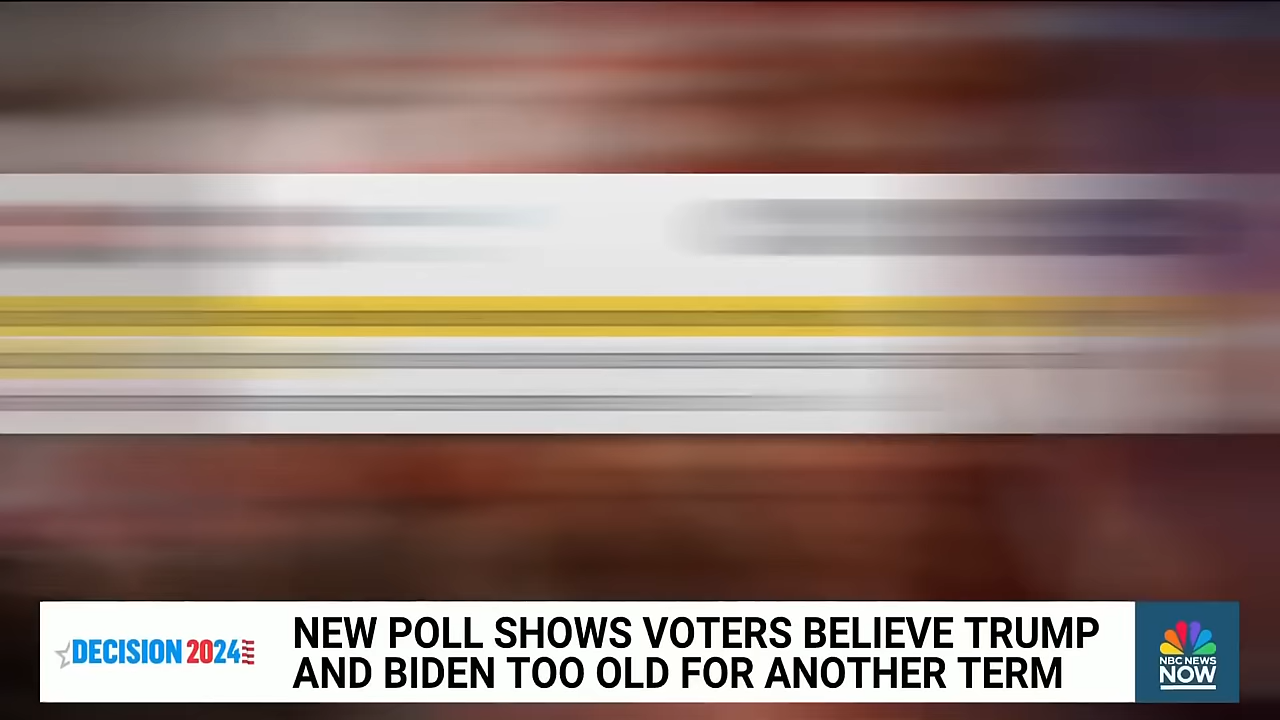 DECISION 2024
NEW POLL SHOWS VOTERS BELIEVE TRUMP
AND BIDEN TOO OLD FOR ANOTHER TERM
NBC NEWS
NOW